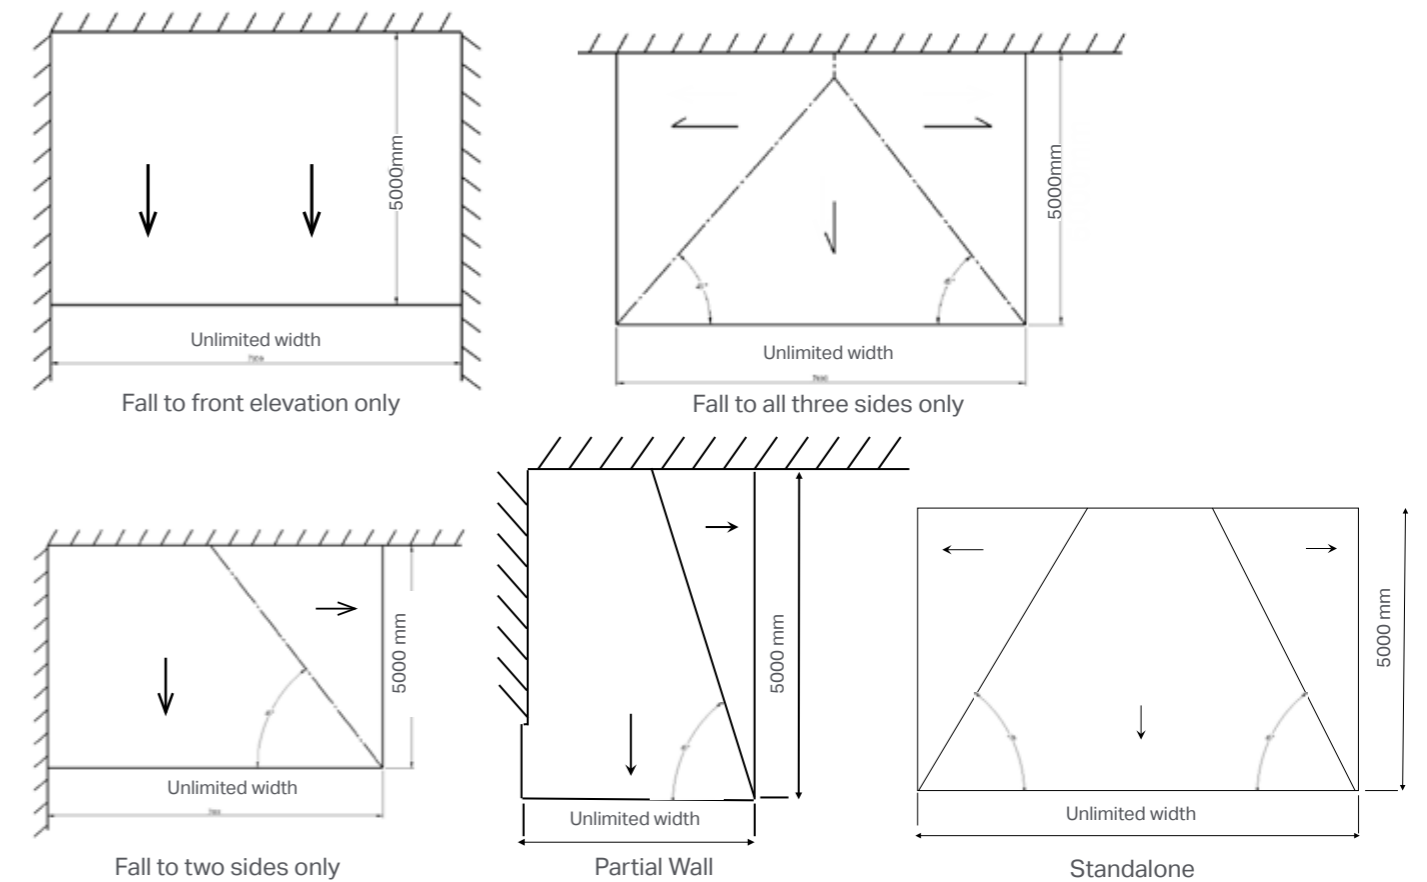 5000mm
Unlimited width
Fall to front elevation only
5000mm
Unlimited width
Fall to all three sides only
5000 mm
Unlimited width
Fall to two sides only
5000 mm
Unlimited width
Partial Wall
5000 mm
Unlimited width
Standalone